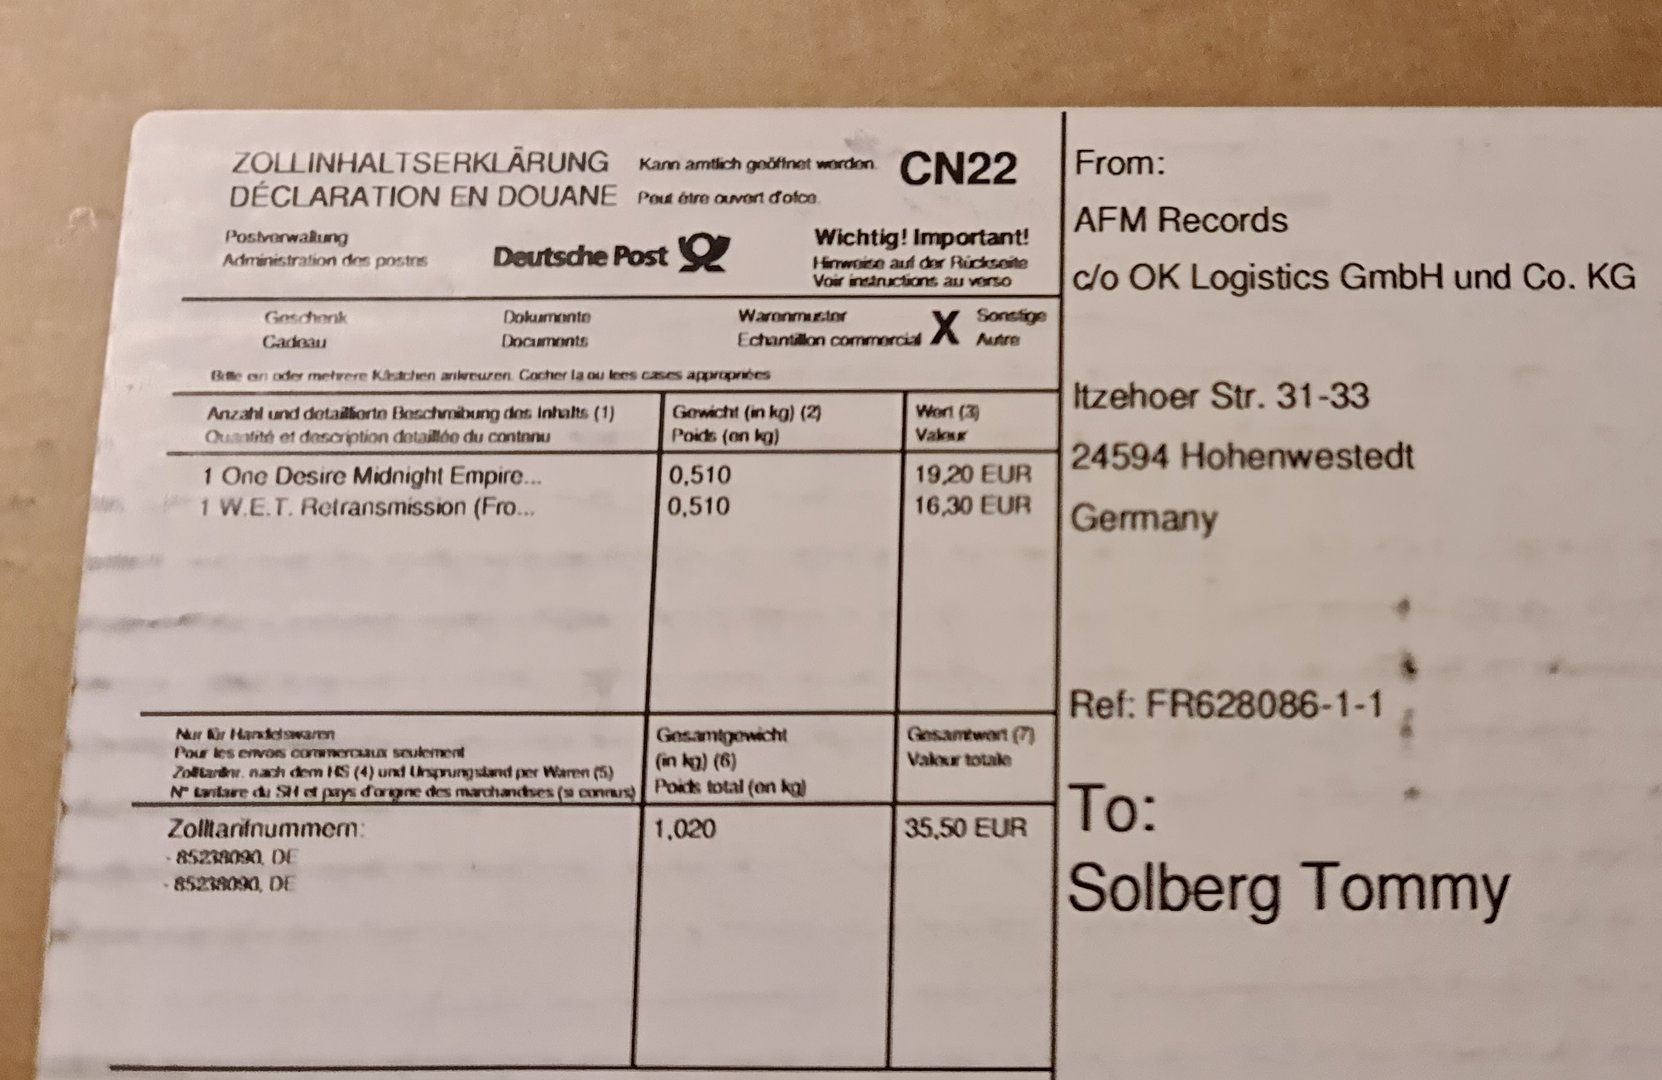 ZOLLINHALTSERKLÄRUNG Kann amtlich geöffnet werden. CN22
DÉCLARATION EN DOUANE Peut être ouvert d'ofce.
Postverwaltung
Administration des postes
Deutsche Post
Wichtig! Important!
Hinweise auf der Rückseite
Voir instructions au verso
Geschenk Dokumente Warenmuster X Sonstige
Cadeau Documents Echantillon commercial Autre
Bitte ein oder mehrere Kästchen ankreuzen. Cocher la ou lees cases appropriées
Anzahl und detaillierte Beschreibung des Inhalts (1) Gewicht (in kg) (2) Wert (3)
Quantité et description detaillée du contenu Poids (en kg) Valeur
1 One Desire Midnight Empire... 0,510 19,20 EUR
1 W.E.T. Retransmission (Fro... 0,510 16,30 EUR
Nur für Handelswaren
Pour les envois commerciaux seulement
Zolltarifnr. nach dem HS (4) und Ursprungsland per Waren (5)
N° tarifaire du SH et pays d'origine des marchandises (si connus)
Gesamtgewicht
(in kg) (6)
Poids total (en kg)
Gesamtwert (7)
Valeur totale
Zolltarifnummern: 1,020 35,50 EUR
- 85238090, DE
- 85238090, DE
From:
AFM Records
c/o OK Logistics GmbH und Co. KG
Itzehoer Str. 31-33
24594 Hohenwestedt
Germany
Ref: FR628086-1-1
To:
Solberg Tommy